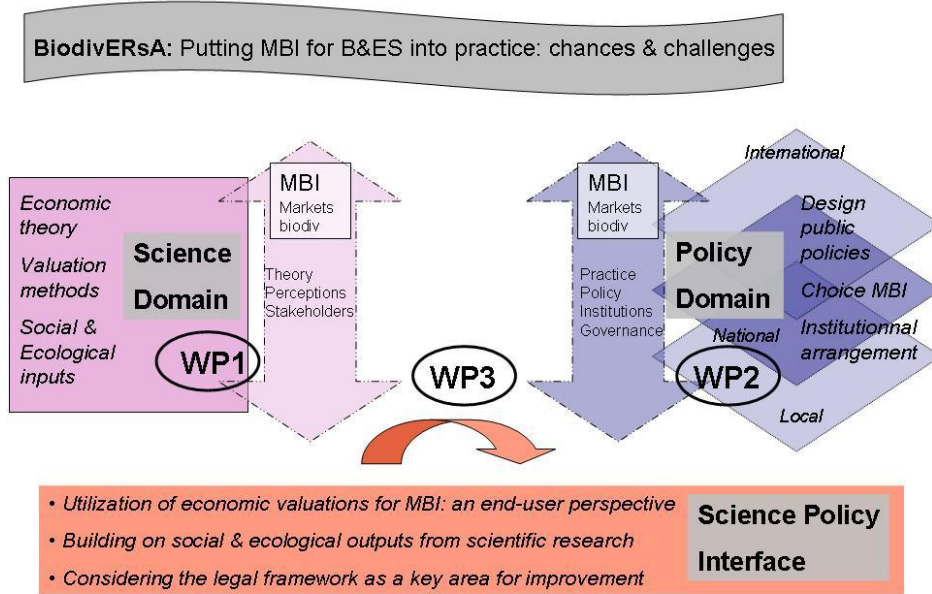 BiodivERsA: Putting MBI for B&ES into practice: chances & challenges
Economic
theory
Valuation
methods
Social &
Ecological
inputs
Science
Domain
WP1
MBI
Markets
biodiv
Theory
Perceptions
Stakeholders
WP3
MBI
Markets
biodiv
Practice
Policy
Institutions
Governance
Policy
Domain
WP2
International
Design
public
policies
Choice MBI
National
Institutionnal
arrangement
Local
• Utilization of economic valuations for MBI: an end-user perspective
• Building on social & ecological outputs from scientific research
• Considering the legal framework as a key area for improvement
Science Policy
Interface